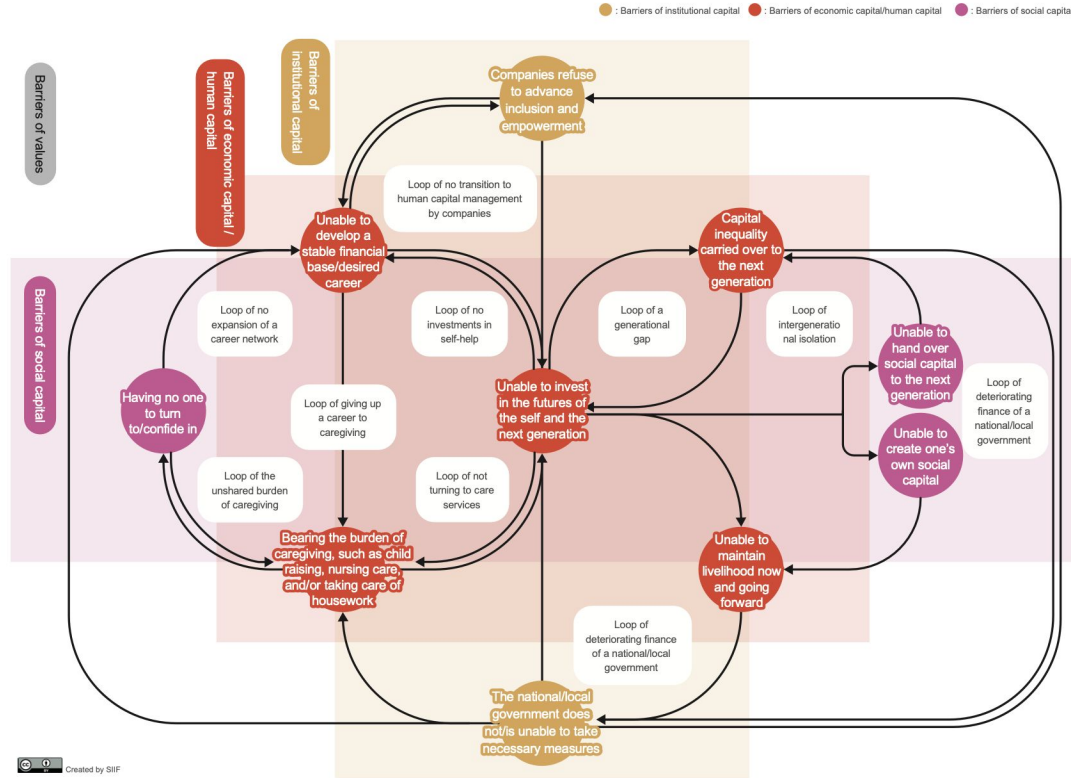 : Barriers of institutional capital
: Barriers of economic capital/human capital
: Barriers of social capita
Barriers of values
Barriers of economic capital /
human capital
Barriers of
institutional capital
Barriers of social capital
Companies refuse
to advance
inclusion and
empowerment
Loop of no transition to
human capital management
by companies
Unable to
develop a
stable financial
base/desired
career
Capital
inequality
carried over to
the next
generation
Loop of no
expansion of a
career network
Loop of no
investments in
self-help
Loop of a
generational
gap
Loop of
intergeneratio
nal isolation
Unable to
hand over
social capital
to the next
generation
Having no one
to turn
to/confide in
Loop of giving up
a career to
caregiving
Unable to invest
in the futures of
the self and the
next generation
Loop of
deteriorating
finance of a
national/local
government
Unable to
create one's
own social
capital
Loop of the
unshared burden
of caregiving
Loop of not
turning to care
services
Bearing the burden of
caregiving, such as child
raising, nursing care,
and/or taking care of
housework
Unable to
maintain
livelihood now
and going
forward
Loop of
deteriorating finance
of a national/local
government
The national/local
government does
not/is unable to take
necessary measures
cc
BY
Created by SIIF